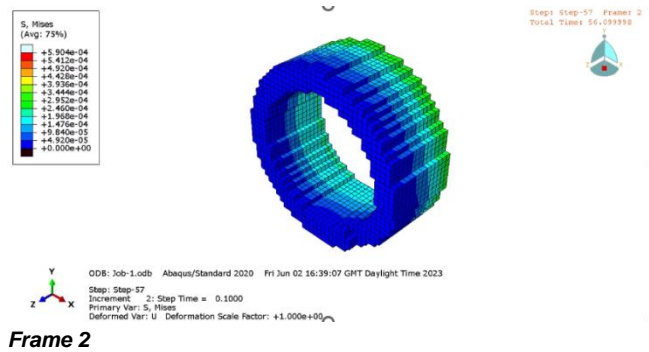 Step: Step-57 Frame: 2
Total Time: 56.099998
S, Mises
(Avg: 75%)
+5.904e-04
+5.412e-04
+4.920e-04
+4.428e-04
+3.936e-04
+3.444e-04
+2.952e-04
+2.460e-04
+1.968e-04
+1.476e-04
+9.840e-05
+4.920e-05
+0.000e+00
Y
Z X
ODB: Job-1.odb Abaqus/Standard 2020 Fri Jun 02 16:39:07 GMT Daylight Time 2023
Step: Step-57
Increment 2: Step Time = 0.1000
Primary Var: S, Mises
Deformed Var: U Deformation Scale Factor: +1.000e+00
Frame 2